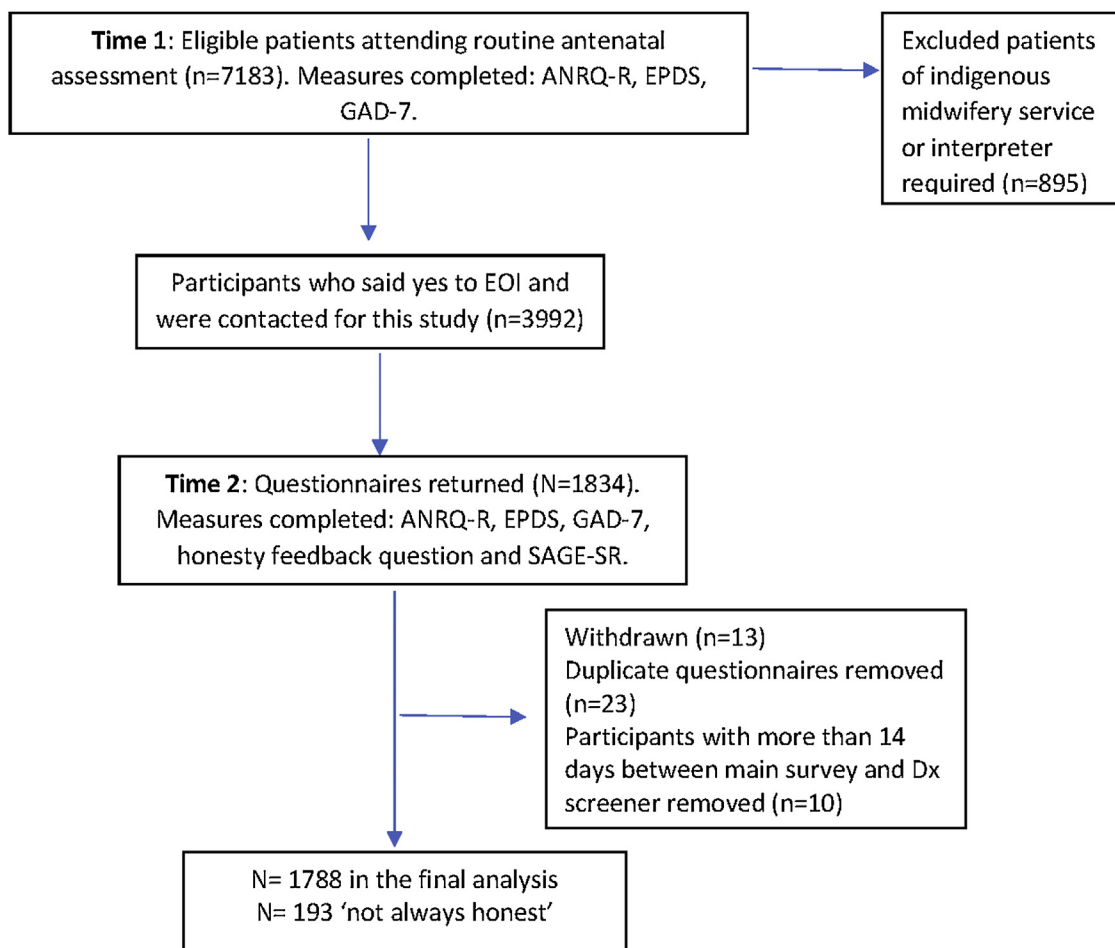 Time 1: Eligible patients attending routine antenatal
assessment (n=7183). Measures completed: ANRQ-R, EPDS,
GAD-7.
Excluded patients
of indigenous
midwifery service
or interpreter
required (n=895)
Participants who said yes to EOI and
were contacted for this study (n=3992)
Time 2: Questionnaires returned (N=1834).
Measures completed: ANRQ-R, EPDS, GAD-7,
honesty feedback question and SAGE-SR.
Withdrawn (n=13)
Duplicate questionnaires removed
(n=23)
Participants with more than 14
days between main survey and Dx
screener removed (n=10)
N= 1788 in the final analysis
N= 193 ‘not always honest’